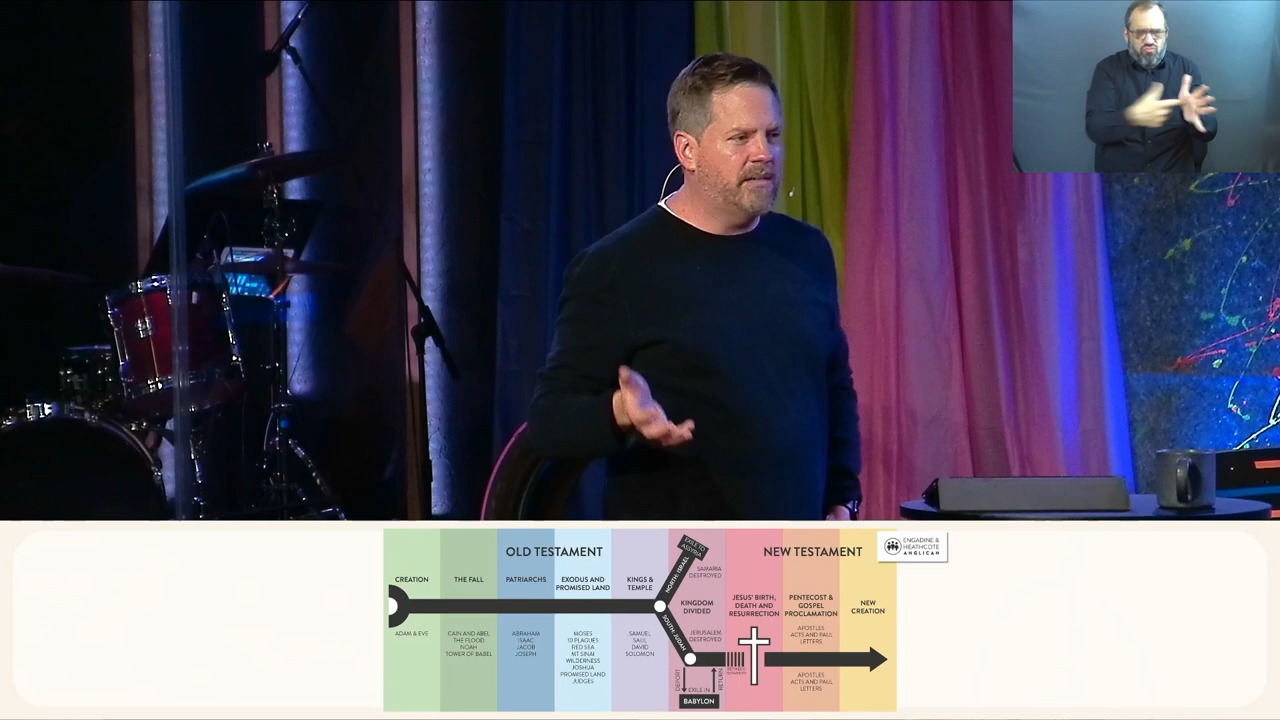 OLD TESTAMENT
NEW TESTAMENT
ENGADINE &
HEATHCOTE
ANGLICAN
CREATION
ADAM & EVE
THE FALL
CAIN AND ABEL
THE FLOOD
NOAH
TOWER OF BABEL
PATRIARCHS
ABRAHAM
ISAAC
JACOB
JOSEPH
EXODUS AND
PROMISED LAND
MOSES
10 PLAGUES
RED SEA
MT SINAI
WILDERNESS
JOSHUA
PROMISED LAND
JUDGES
KINGS &
TEMPLE
SAMUEL
SAUL
DAVID
SOLOMON
EXILE TO
ASSYRIA
NORTH: ISRAEL
SAMARIA
DESTROYED
KINGDOM
DIVIDED
SOUTH: JUDAH
JERUSALEM
DESTROYED
DEPORT
EXILE IN
RETURN
BABYLON
JESUS' BIRTH,
DEATH AND
RESURRECTION
PENTECOST &
GOSPEL
PROCLAMATION
APOSTLES
ACTS AND PAUL
LETTERS
APOSTLES
ACTS AND PAUL
LETTERS
NEW
CREATION